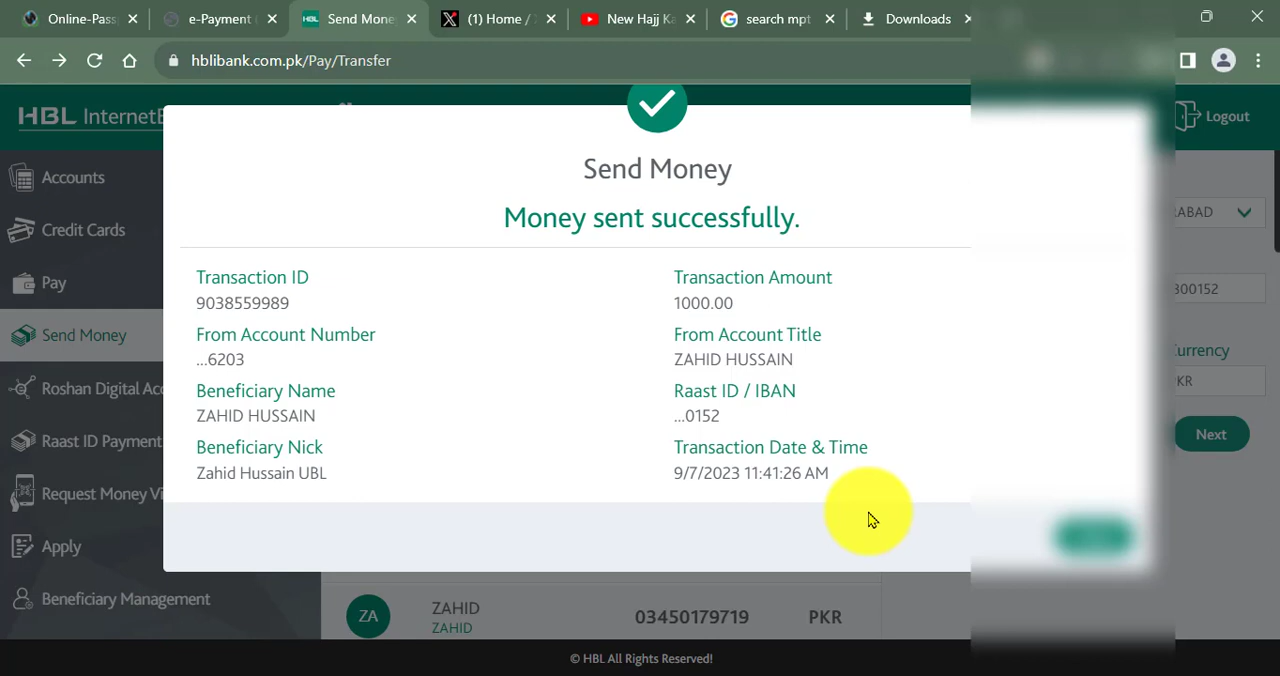 Online-Pass
e-Payment (
Send Mone
(1) Home /
New Hajj Ka
search mpt
Downloads
hblibank.com.pk/Pay/Transfer
HBL InternetB
Logout
Send Money
Money sent successfully.
Accounts
Credit Cards
Pay
Send Money
Roshan Digital Acc
Raast ID Payment
Request Money Vi
Apply
Beneficiary Management
Transaction ID
9038559989
Transaction Amount
1000.00
From Account Number
...6203
From Account Title
ZAHID HUSSAIN
Beneficiary Name
ZAHID HUSSAIN
Raast ID / IBAN
...0152
Beneficiary Nick
Zahid Hussain UBL
Transaction Date & Time
9/7/2023 11:41:26 AM
ABAD
300152
Currency
PKR
Next
ZA
ZAHID
ZAHID
03450179719
PKR
© HBL All Rights Reserved!